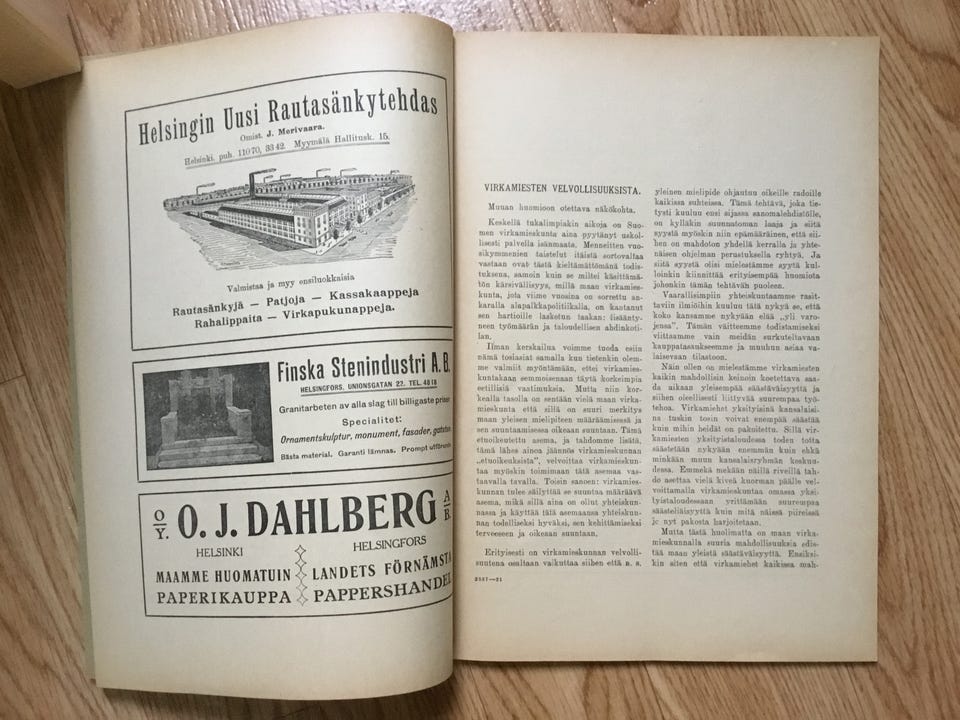 Helsingin Uusi Rautasänkytehdas
Omist. J. Merivaara.
Helsinki. puh. 11070, 3342. Myymälä Hallitusk. 15.
Valmistaa ja myy ensiluokkaisia
Rautasänkyjä — Patjoja — Kassakaappeja
Rahalippaita — Virkapukunappeja.
Finska Stenindustri A. B.
HELSINGFORS, UNIONSGATAN 22. TEL. 4818
Granitarbeten av alla slag till billigaste priser
Specialitet:
Ornamentskulptur, monument, fasader, gatsten
Bästa material. Garanti lämnas. Prompt utförande
O.Y. O. J. DAHLBERG A.B.
HELSINKI
MAAMME HUOMATUIN
PAPERIKAUPPA
HELSINGFORS
LANDETS FÖRNÄMSTA
PAPPERSHANDEL
VIRKAMIESTEN VELVOLLISUUKSISTA.
Muuan huomioon otettava näkökohta.
Keskellä tukalimpiakin aikoja on Suo-
men virkamieskunta aina pyytänyt uskol-
lisesti palvella isänmaata. Menneitten vuo-
sikymmenien taistelut itäistä sortovaltaa
vastaan ovat tästä kieltämättömänä todis-
tuksena, samoin kuin se miltei käsittämä-
tön kärsivällisyys, millä maan virkamies-
kunta, jota viime vuosina on sorrettu an-
karalla alapalkkapolitiikalla, on kantanut
sen hartioille lasketun taakan: lisäänty-
neen työmäärän ja taloudellisen ahdinkoti-
lan.
Ilman kerskailua voimme tuoda esiin
nämä tosiasiat samalla kun tietenkin olem-
me valmiit myöntämään, ettei virkamies-
kuntakaan semmoisenaan täytä korkeimpia
eetillisiä vaatimuksia. Mutta niin kor-
kealla tasolla on sentään vielä maan virka-
mieskunta että sillä on suuri merkitys
maan yleisen mielipiteen määräämisessä ja
sen suuntaamisessa oikeaan suuntaan. Tämä
etuoikeutettu asema, ja tahdomme lisätä,
tämä lähes ainoa jäännös virkamieskunnan
„etuoikeuksista”, velvoittaa virkamieskun-
taa myöskin toimimaan tätä asemaa vas-
taavalla tavalla. Toisin sanoen: virkamies-
kunnan tulee säilyttää se suuntaa määräävä
asema, mikä sillä aina on ollut yhteiskun-
nassa ja käyttää tätä asemaansa yhteiskun-
nan todelliseksi hyväksi, sen kehittämiseksi
terveeseen ja oikeaan suuntaan.
Erityisesti on virkamieskunnan velvolli-
suutena osaltaan vaikuttaa siihen että n. s.
2587—21
yleinen mielipide ohjautuu oikeille radoille
kaikissa suhteissa. Tämä tehtävä, joka tie-
tysti kuuluu ensi sijassa sanomalehdistölle,
on kylläkin suunnattoman laaja ja siitä
syystä myöskin niin epämääräinen, että sii-
hen on mahdoton yhdellä kerralla ja yhte-
näisen ohjelman perustuksella ryhtyä. Ja
siitä syystä olisi mielestämme syytä kul-
loinkin kiinnittää erityisempää huomiota
johonkin tämän tehtävän puoleen.
Vaarallisimpiin yhteiskuntaamme rasit-
taviin ilmiöihin kuuluu tätä nykyä se, että
koko kansamme nykyään elää „yli varo-
jensa”. Tämän väitteemme todistamiseksi
viittaamme vain meidän surkuteltavaan
kauppatasaukseemme ja muuhun asiaa va-
laisevaan tilastoon.
Näin ollen on mielestämme virkamiesten
kaikin mahdollisin keinoin koetettava saa-
da aikaan yleisempää säästäväisyyttä ja
siihen oleellisesti liittyvää suurempaa työ-
tehoa. Virkamiehet yksityisinä kansalaisi-
na tuskin tosin voivat enempää säästää
kuin mihin heidät on pakoitettu. Sillä vir-
kamiesten yksityistaloudessa toden totta
säästetään nykyään enemmän kuin ehkä
minkään muun kansalaisryhmän keskuu-
dessa. Emmekä mekään näillä riveillä tah-
do asettaa vielä kiveä kuorman päälle vel-
voittamalla virkamieskuntaa omassa yksi-
tyistaloudessaan yrittämään suurempaa
säästeliäisyyttä kuin mitä näissä piireissä
jo nyt pakosta harjoitetaan.
Mutta tästä huolimatta on maan virka-
mieskunnalla suuria mahdollisuuksia edis-
tää maan yleistä säästäväisyyttä. Ensiksi-
kin siten että virkamiehet kaikissa mah-